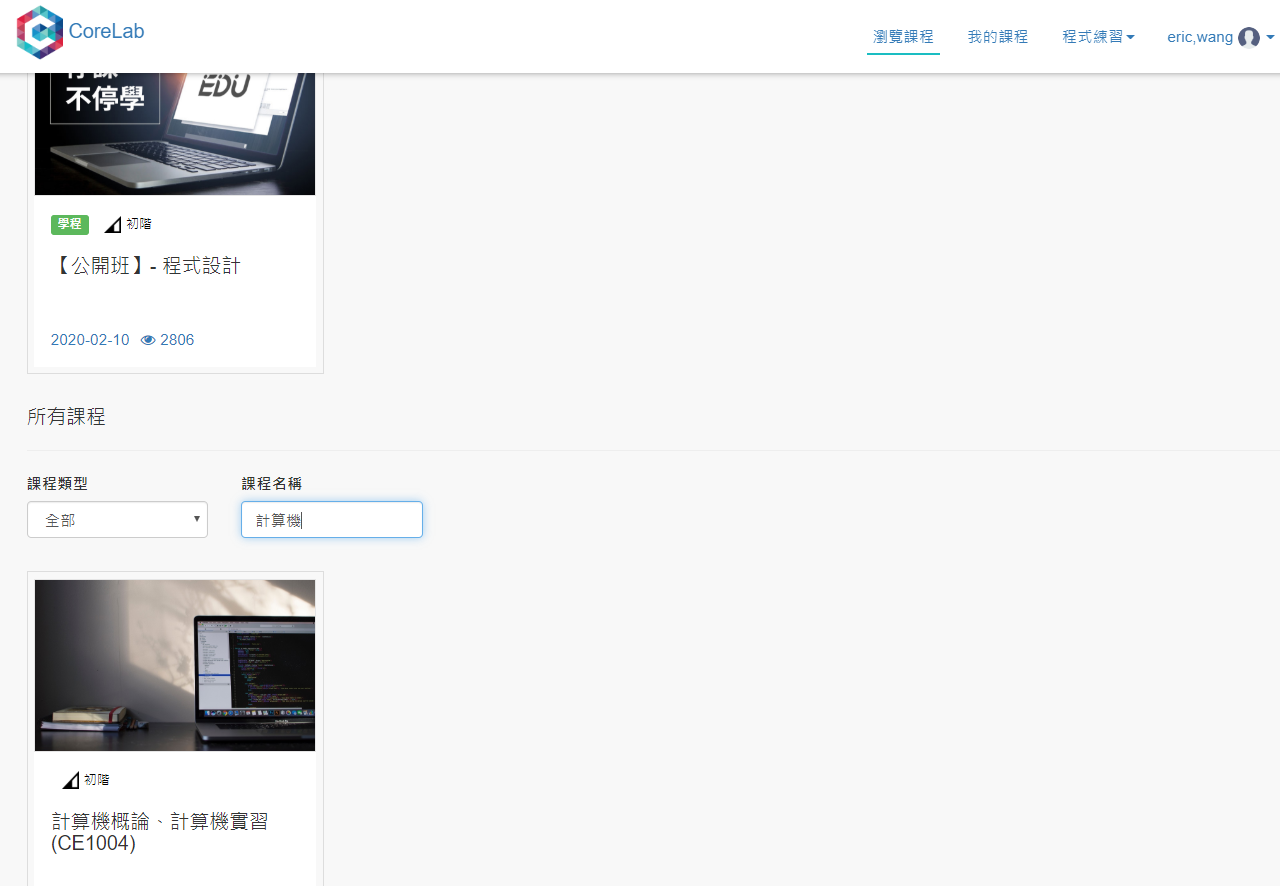 CoreLab
瀏覽課程
我的課程
程式練習
eric,wang
不停學
EDU
學程
初階
【公開班】- 程式設計
2020-02-10 2806
所有課程
課程類型
課程名稱
全部
計算機
初階
計算機概論、計算機實習
(CE1004)